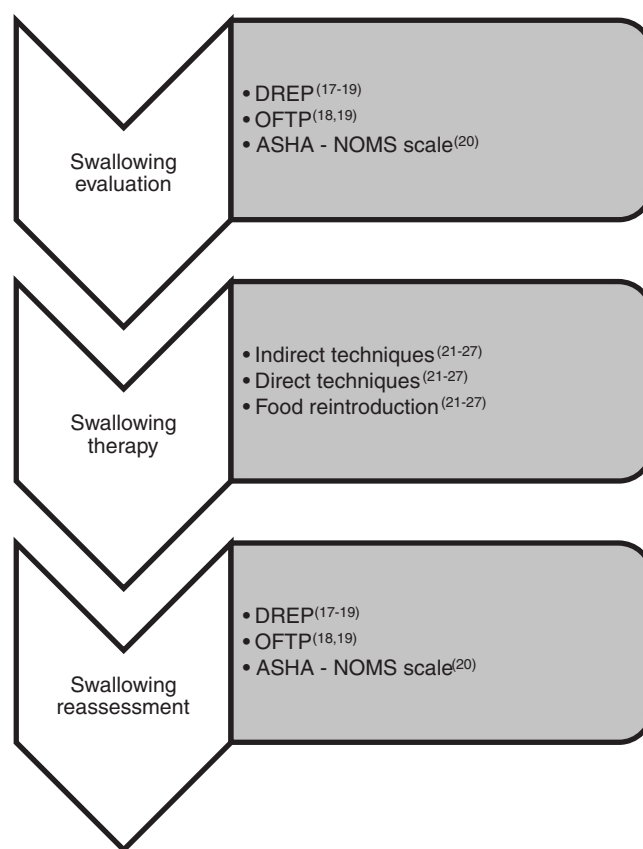 Swallowing
evaluation
• DREP(17-19)
• OFTP(18,19)
• ASHA - NOMS scale(20)
Swallowing
therapy
• Indirect techniques(21-27)
• Direct techniques(21-27)
• Food reintroduction(21-27)
Swallowing
reassessment
• DREP(17-19)
• OFTP(18,19)
• ASHA - NOMS scale(20)